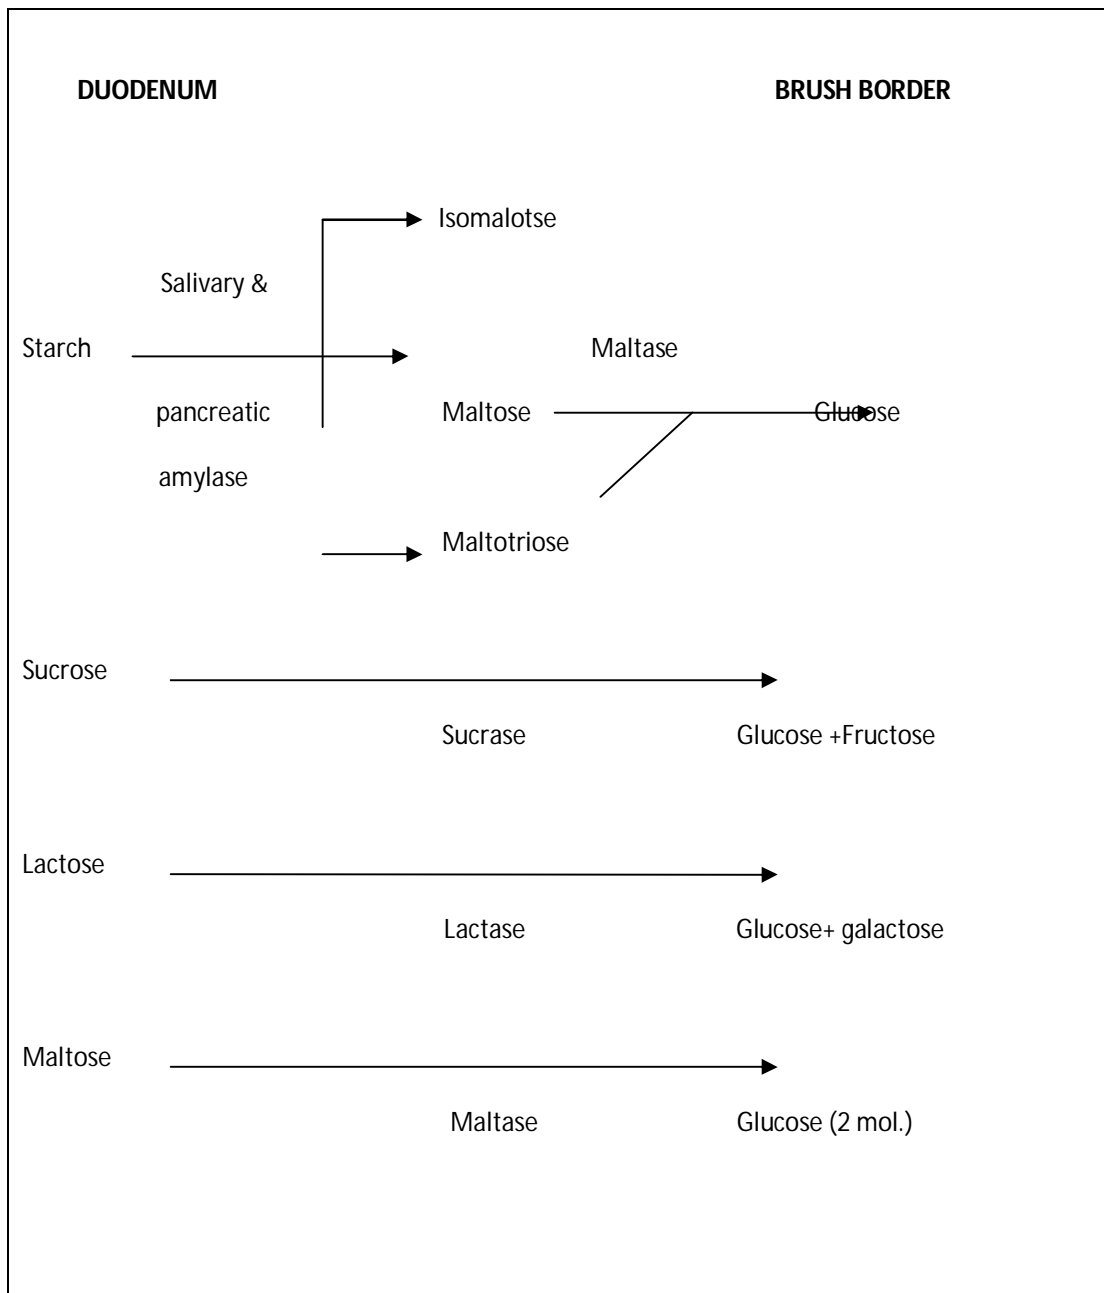 DUODENUM BRUSH BORDER
Isomalotse
Salivary &
Starch Maltase
pancreatic Maltose Glucose
amylase
Maltotriose
Sucrose
Sucrase Glucose +Fructose
Lactose
Lactase Glucose+ galactose
Maltose
Maltase Glucose (2 mol.)